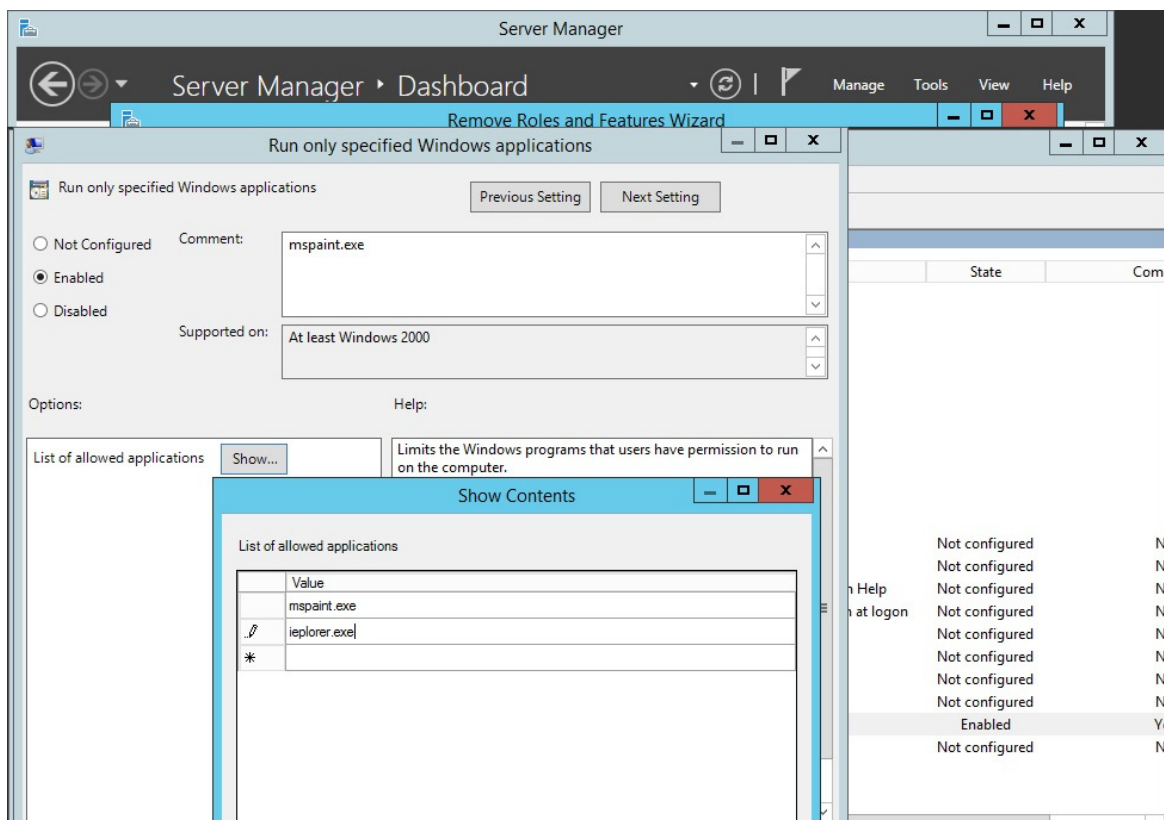 Server Manager
Server Manager • Dashboard
Manage Tools View Help
Remove Roles and Features Wizard
Run only specified Windows applications
Run only specified Windows applications
Previous Setting Next Setting
Not Configured
Enabled
Disabled
Comment:
mspaint.exe
Supported on:
At least Windows 2000
Options:
Help:
List of allowed applications Show...
Limits the Windows programs that users have permission to run
on the computer.
Show Contents
List of allowed applications
Value
mspaint.exe
ieplorer.exe
State Com
Not configured N
Not configured N
n Help Not configured N
n at logon Not configured N
Not configured N
Not configured N
Not configured N
Not configured N
Enabled Y
Not configured N